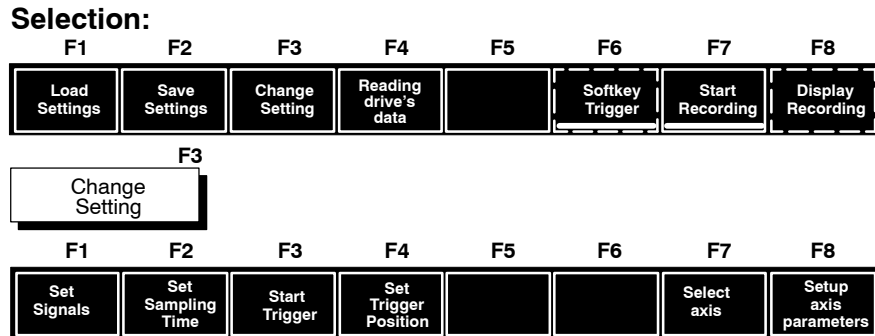 Selection:
F1 F2 F3 F4 F5 F6 F7 F8
Load Settings
Save Settings
Change Setting
Reading drive's data
Softkey Trigger
Start Recording
Display Recording
F3
Change
Setting
F1 F2 F3 F4 F5 F6 F7 F8
Set Signals
Set Sampling Time
Start Trigger
Set Trigger Position
Select axis
Setup axis parameters